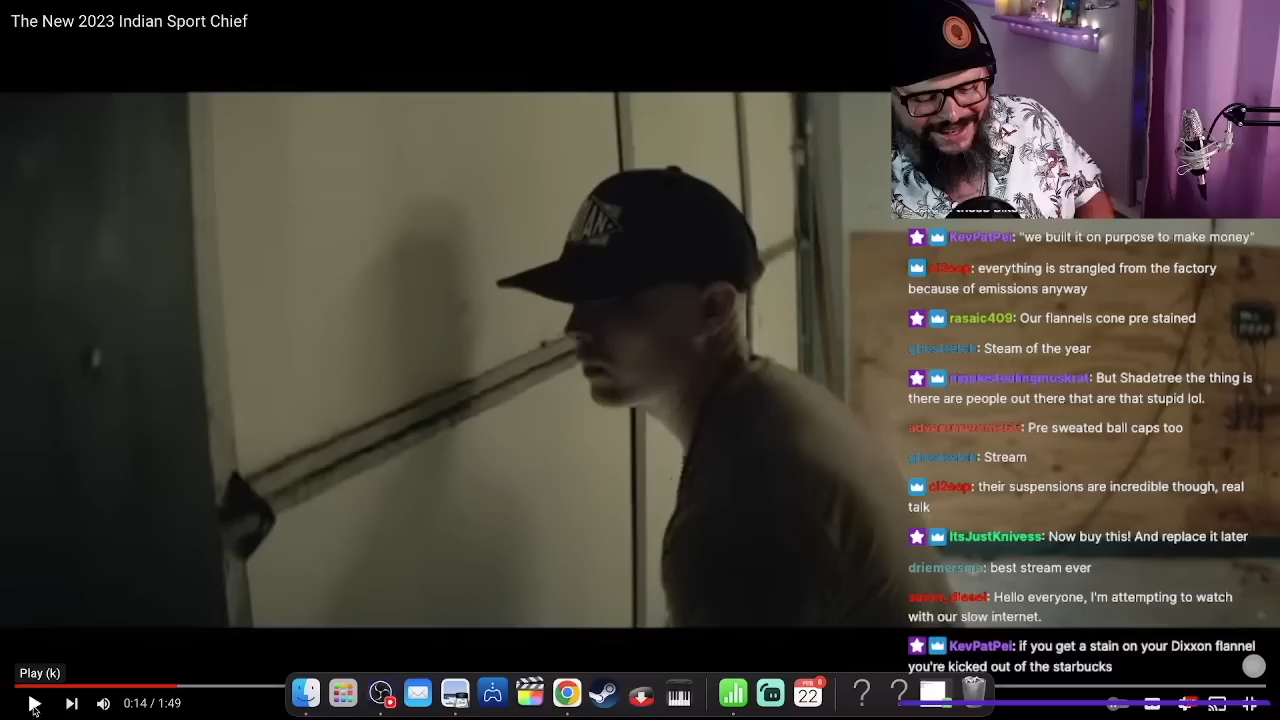 The New 2023 Indian Sport Chief
KevPatPei: "we built it on purpose to make money"
everything is strangled from the factory
because of emissions anyway
rasaic409: Our flannels cone pre stained
Steam of the year
But Shadetree the thing is
there are people out there that are that stupid lol.
Pre sweated ball caps too
Stream
their suspensions are incredible though, real
talk
ItsJustKnivess: Now buy this! And replace it later
best stream ever
Hello everyone, I'm attempting to watch
with our slow internet.
KevPatPei: if you get a stain on your Dixxon flannel
you're kicked out of the starbucks
Play (k)
0:14 / 1:49
FEB
22